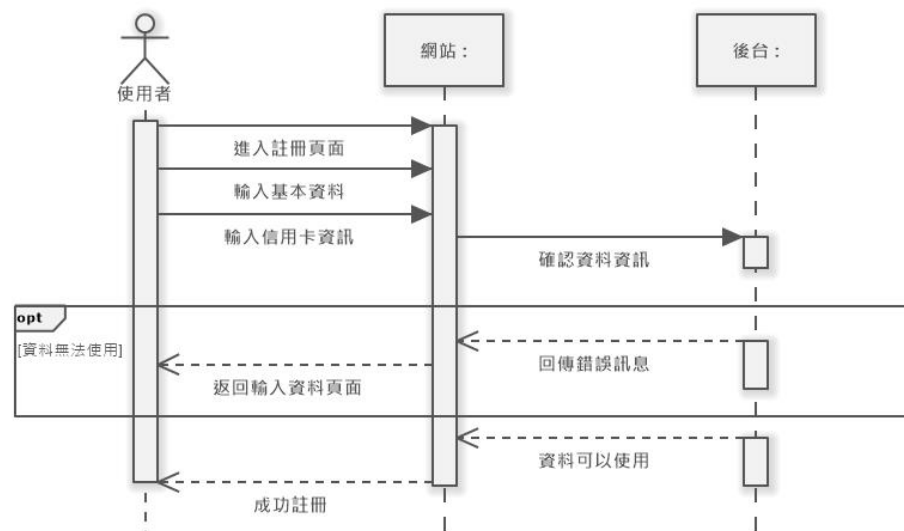 網站：
後台：
使用者
進入註冊頁面
輸入基本資料
輸入信用卡資訊
確認資料資訊
opt
[資料無法使用]
回傳錯誤訊息
返回輸入資料頁面
資料可以使用
成功註冊